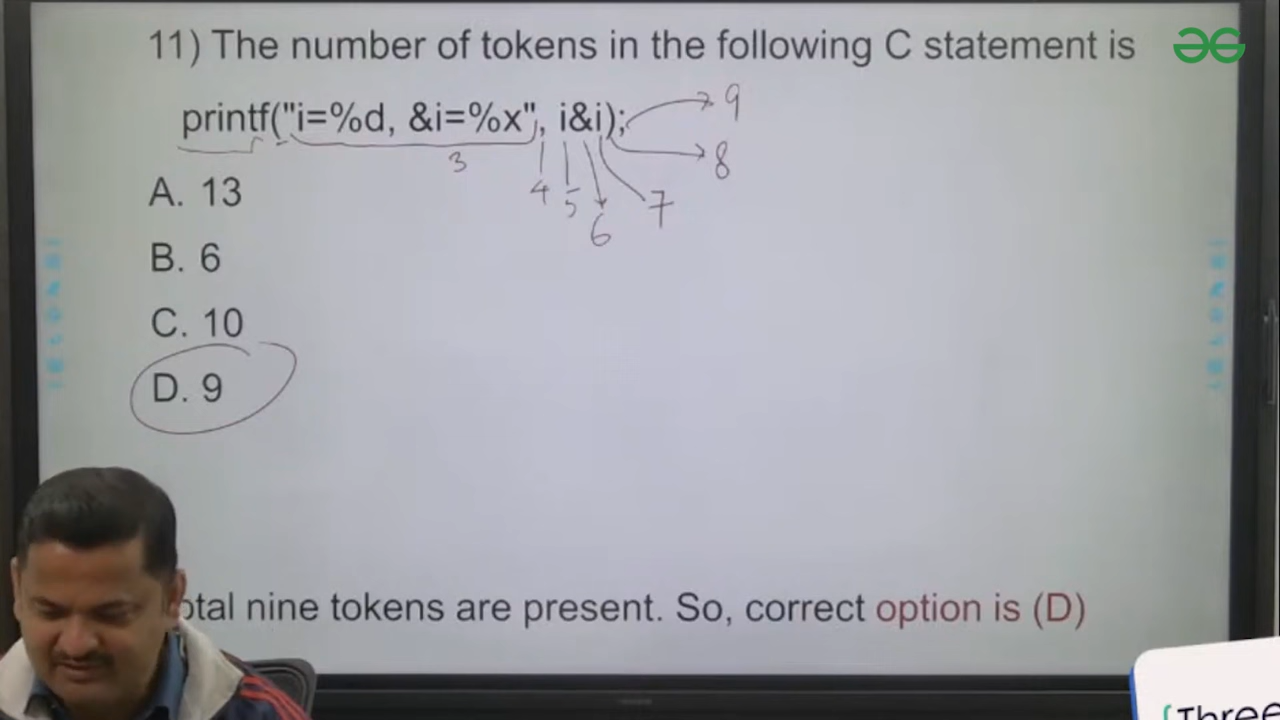 11) The number of tokens in the following C statement is
printf("i=%d, &i=%x", i&i);
9
8
3
4
5
6
7
A. 13
B. 6
C. 10
D. 9
otal nine tokens are present. So, correct option is (D)
{Three